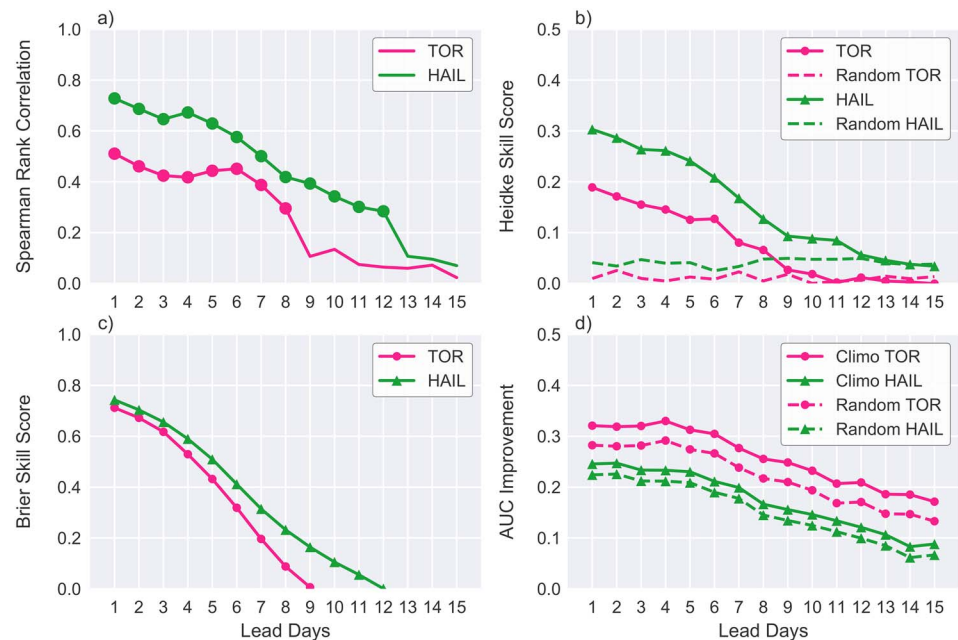 a)
Spearman Rank Correlation
1.0
0.8
0.6
0.4
0.2
0.0
TOR
HAIL
1 2 3 4 5 6 7 8 9 10 11 12 13 14 15
b)
Heidke Skill Score
0.5
0.4
0.3
0.2
0.1
0.0
TOR
Random TOR
HAIL
Random HAIL
1 2 3 4 5 6 7 8 9 10 11 12 13 14 15
c)
Brier Skill Score
1.0
0.8
0.6
0.4
0.2
0.0
TOR
HAIL
1 2 3 4 5 6 7 8 9 10 11 12 13 14 15
Lead Days
d)
AUC Improvement
0.5
0.4
0.3
0.2
0.1
0.0
Climo TOR
Climo HAIL
Random TOR
Random HAIL
1 2 3 4 5 6 7 8 9 10 11 12 13 14 15
Lead Days